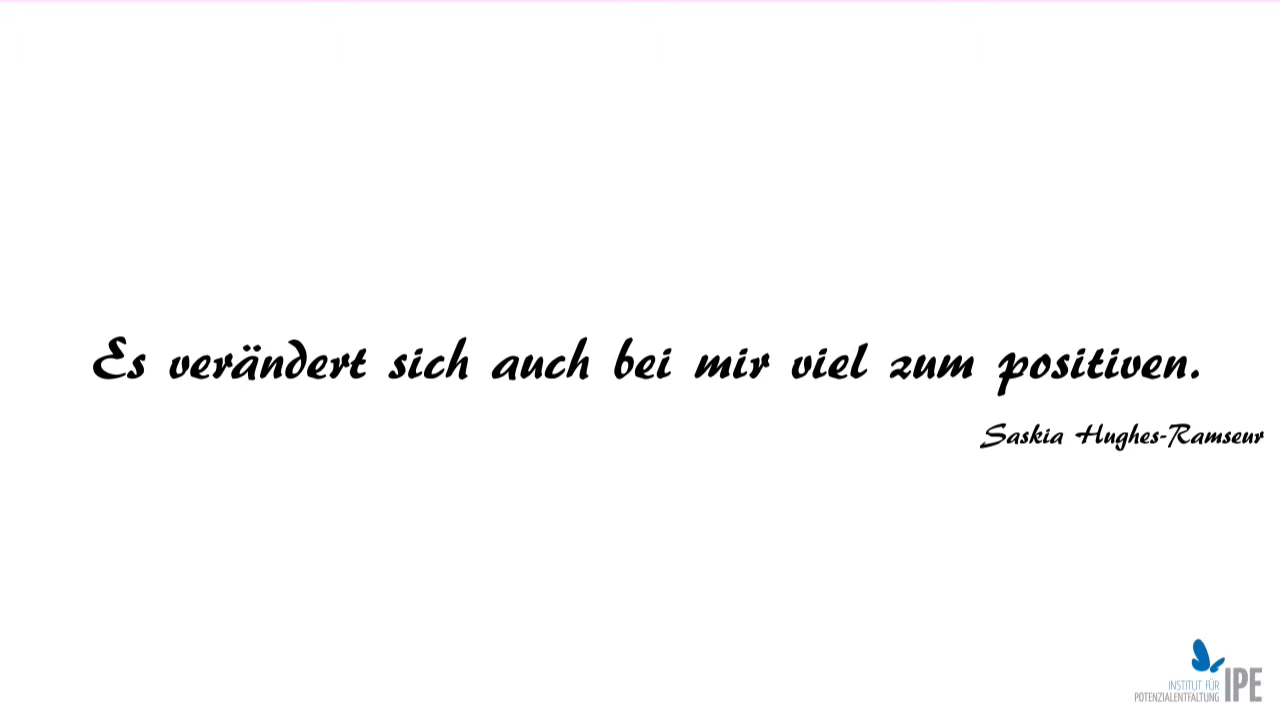 Es verändert sich auch bei mir viel zum positiven.
Saskia Hughes-Ramseur
INSTITUT FÜR
POTENZIALENTFALTUNG
IPE